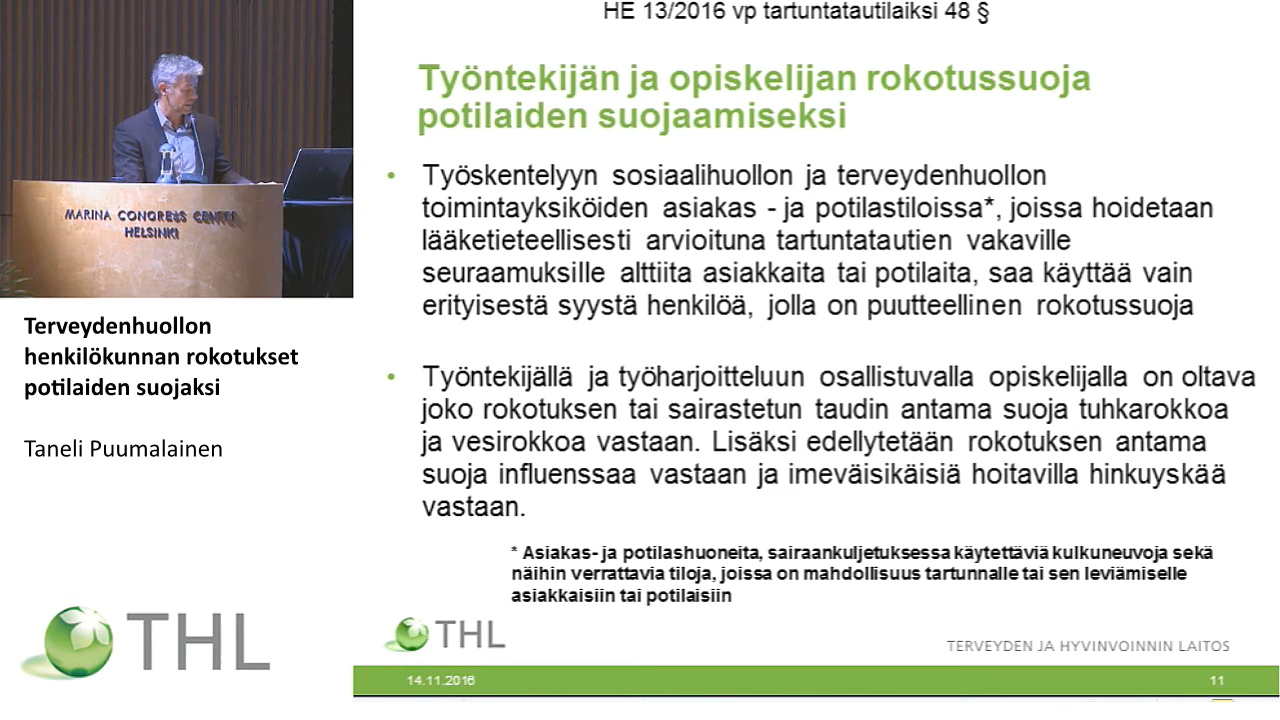 MARINA CONGRESS CENTER
HELSINKI
Terveydenhuollon
henkilökunnan rokotukset
potilaiden suojaksi
Taneli Puumalainen
THL
HE 13/2016 vp tartuntatautilaiksi 48 §
Työntekijän ja opiskelijan rokotussuoja
potilaiden suojaamiseksi
• Työskentelyyn sosiaalihuollon ja terveydenhuollon
toimintayksiköiden asiakas - ja potilastiloissa*, joissa hoidetaan
lääketieteellisesti arvioituna tartuntatautien vakaville
seuraamuksille alttiita asiakkaita tai potilaita, saa käyttää vain
erityisestä syystä henkilöä, jolla on puutteellinen rokotussuoja
• Työntekijällä ja työharjoitteluun osallistuvalla opiskelijalla on oltava
joko rokotuksen tai sairastetun taudin antama suoja tuhkarokkoa
ja vesirokkoa vastaan. Lisäksi edellytetään rokotuksen antama
suoja influenssaa vastaan ja imeväisikäisiä hoitavilla hinkuyskää
vastaan.
* Asiakas- ja potilashuoneita, sairaankuljetuksessa käytettäviä kulkuneuvoja sekä
näihin verrattavia tiloja, joissa on mahdollisuus tartunnalle tai sen leviämiselle
asiakkaisiin tai potilaisiin
THL
TERVEYDEN JA HYVINVOINNIN LAITOS
14.11.2016
11